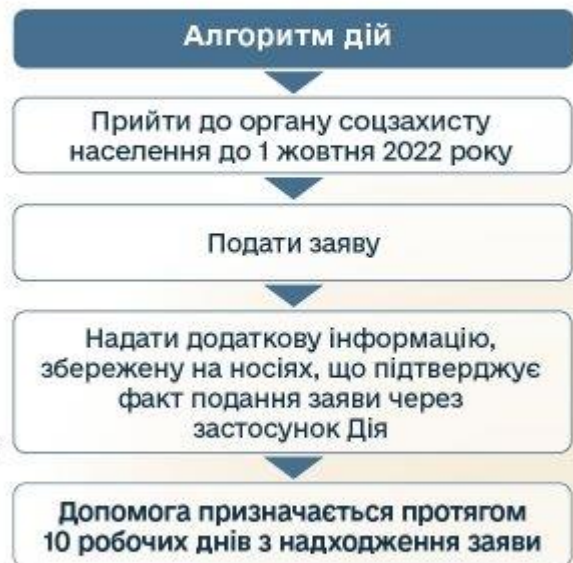 Алгоритм дій
Прийти до органу соцзахисту
населення до 1 жовтня 2022 року
Подати заяву
Надати додаткову інформацію,
збережену на носіях, що підтверджує
факт подання заяви через
застосунок Дія
Допомога призначається протягом
10 робочих днів з надходження заяви